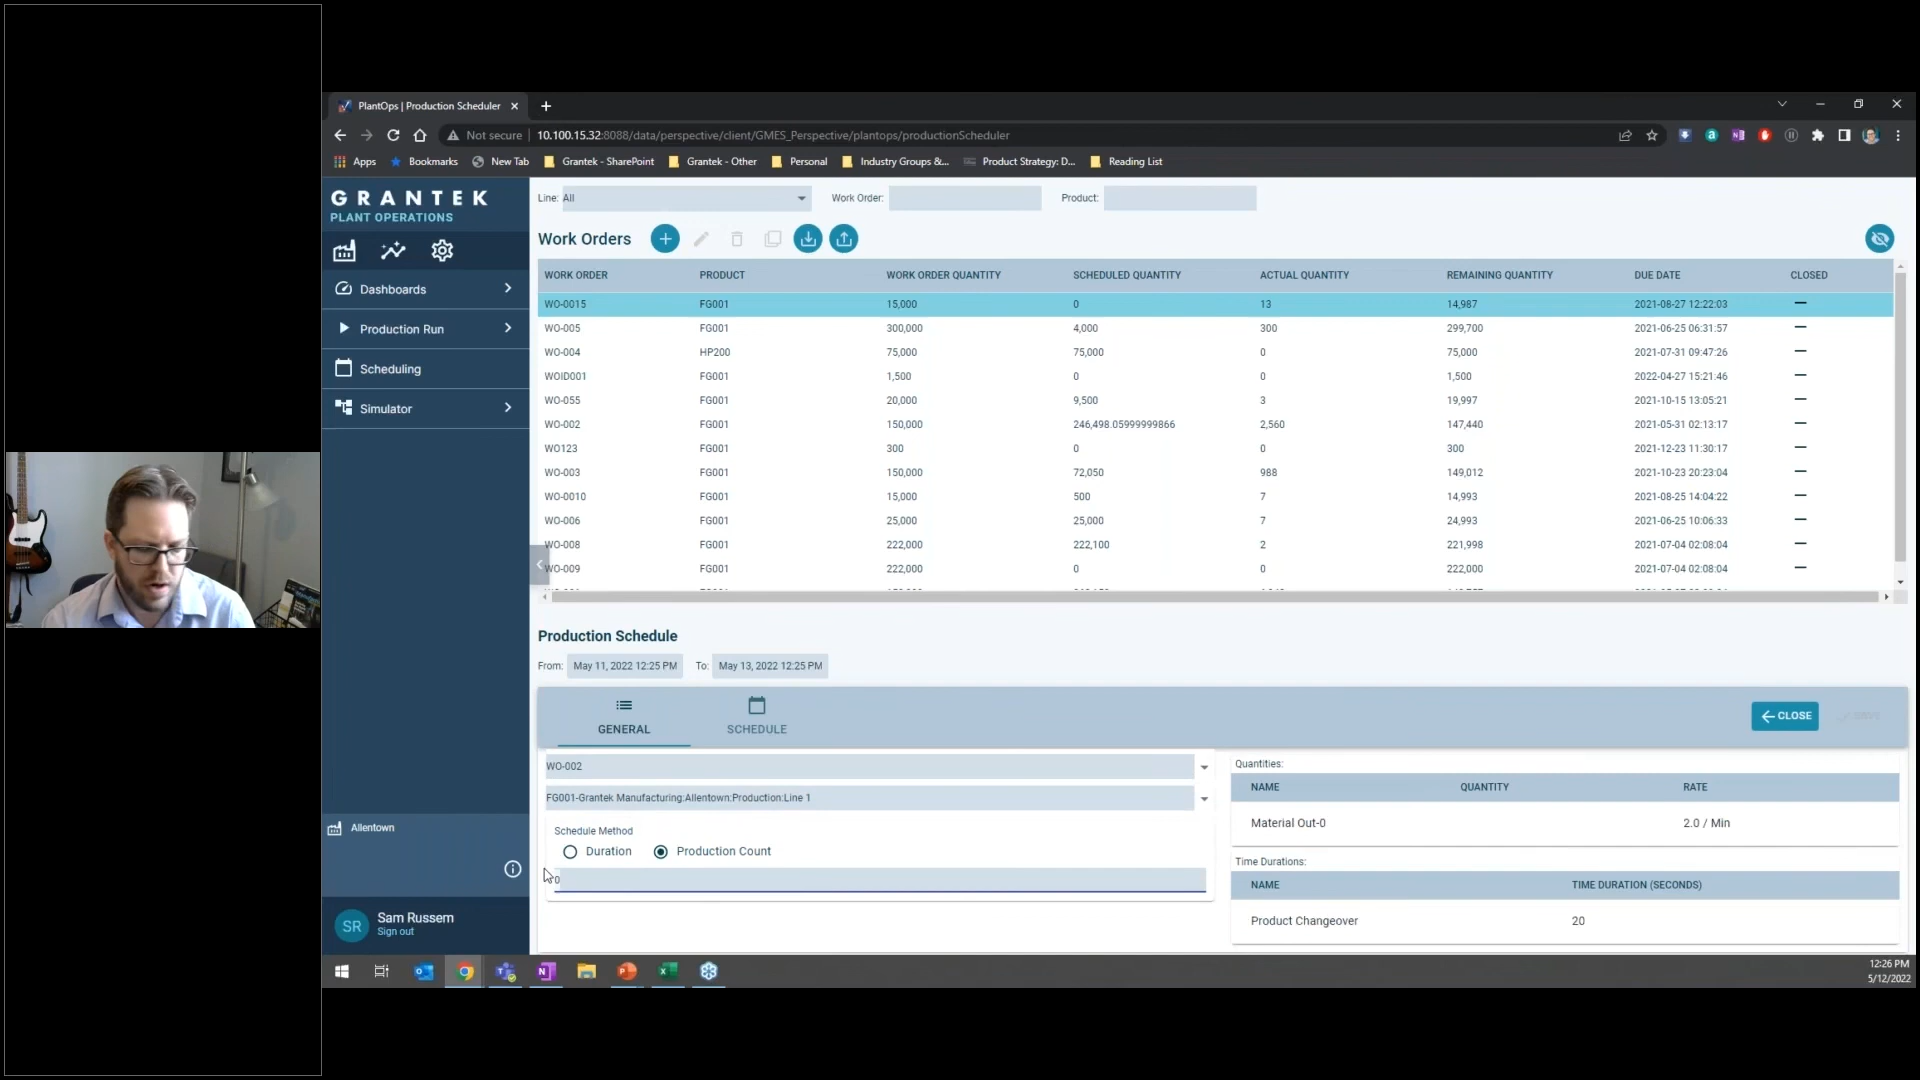 PlantOps | Production Scheduler
Not secure | 10.100.15.32:8088/data/perspective/client/GMES_Perspective/plantops/productionScheduler
Apps Bookmarks New Tab Grantek - SharePoint Grantek - Other Personal Industry Groups &... Product Strategy: D... Reading List
GRANTEK
PLANT OPERATIONS
Dashboards
Production Run
Scheduling
Simulator
Allentown
SR Sam Russem
Sign out
Line: All Work Order: Product:
Work Orders
WORK ORDER PRODUCT WORK ORDER QUANTITY SCHEDULED QUANTITY ACTUAL QUANTITY REMAINING QUANTITY DUE DATE CLOSED
WO-0015 FG001 15,000 0 13 14,987 2021-08-27 12:22:03
WO-005 FG001 300,000 4,000 300 299,700 2021-06-25 06:31:57
WO-004 HP200 75,000 75,000 0 75,000 2021-07-31 09:47:26
WOID001 FG001 1,500 0 0 1,500 2022-04-27 15:21:46
WO-055 FG001 20,000 9,500 3 19,997 2021-10-15 13:05:21
WO-002 FG001 150,000 246,498.05999999866 2,560 147,440 2021-05-31 02:13:17
WO123 FG001 300 0 0 300 2021-12-23 11:30:17
WO-003 FG001 150,000 72,050 988 149,012 2021-10-23 20:23:04
WO-0010 FG001 15,000 500 7 14,993 2021-08-25 14:04:22
WO-006 FG001 25,000 25,000 7 24,993 2021-06-25 10:06:33
WO-008 FG001 222,000 222,100 2 221,998 2021-07-04 02:08:04
WO-009 FG001 222,000 0 0 222,000 2021-07-04 02:08:04
Production Schedule
From: May 11, 2022 12:25 PM To: May 13, 2022 12:25 PM
GENERAL SCHEDULE CLOSE
WO-002
FG001-Grantek Manufacturing:Allentown:Production:Line 1
Schedule Method
Duration Production Count
0
Quantities:
NAME QUANTITY RATE
Material Out-0 2.0 / Min
Time Durations:
NAME TIME DURATION (SECONDS)
Product Changeover 20
12:26 PM
5/12/2022